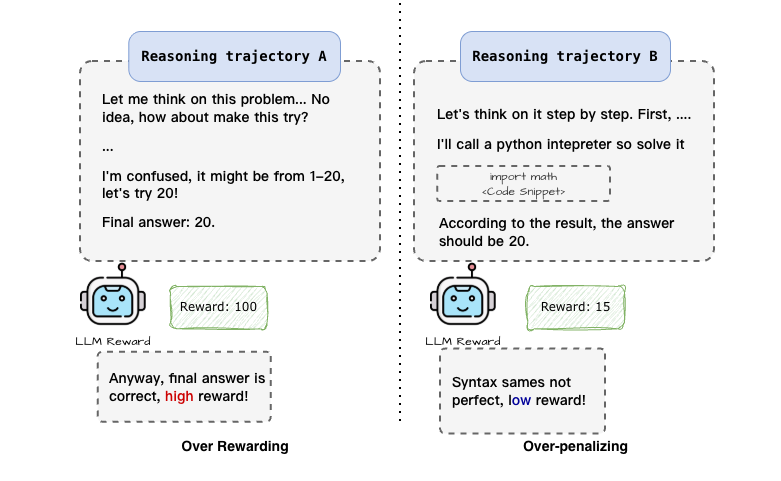 Reasoning trajectory A
Let me think on this problem... No
idea, how about make this try?
...
I'm confused, it might be from 1–20,
let's try 20!
Final answer: 20.
LLM Reward
Reward: 100
Anyway, final answer is
correct, high reward!
Over Rewarding
Reasoning trajectory B
Let's think on it step by step. First, ....
I'll call a python intepreter so solve it
import math
<Code Snippet>
According to the result, the answer
should be 20.
LLM Reward
Reward: 15
Syntax sames not
perfect, low reward!
Over-penalizing